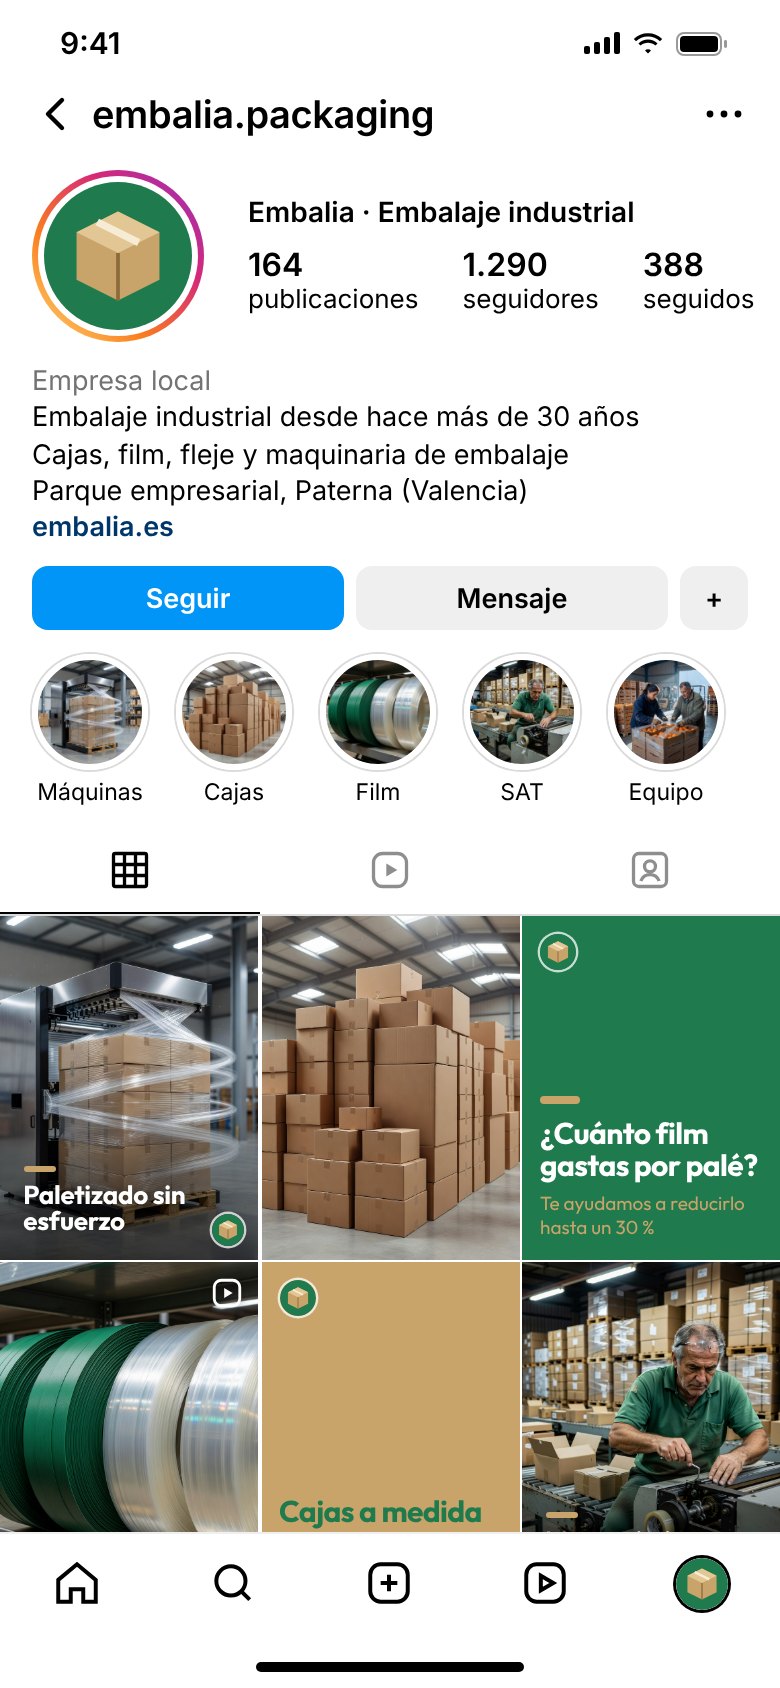 9:41
embalia.packaging
Embalia · Embalaje industrial
164 1.290 388
publicaciones seguidores seguidos
Empresa local
Embalaje industrial desde hace más de 30 años
Cajas, film, fleje y maquinaria de embalaje
Parque empresarial, Paterna (Valencia)
embalia.es
Seguir Mensaje +
Máquinas Cajas Film SAT Equipo
Paletizado sin
esfuerzo
¿Cuánto film
gastas por palé?
Te ayudamos a reducirlo
hasta un 30 %
Cajas a medida